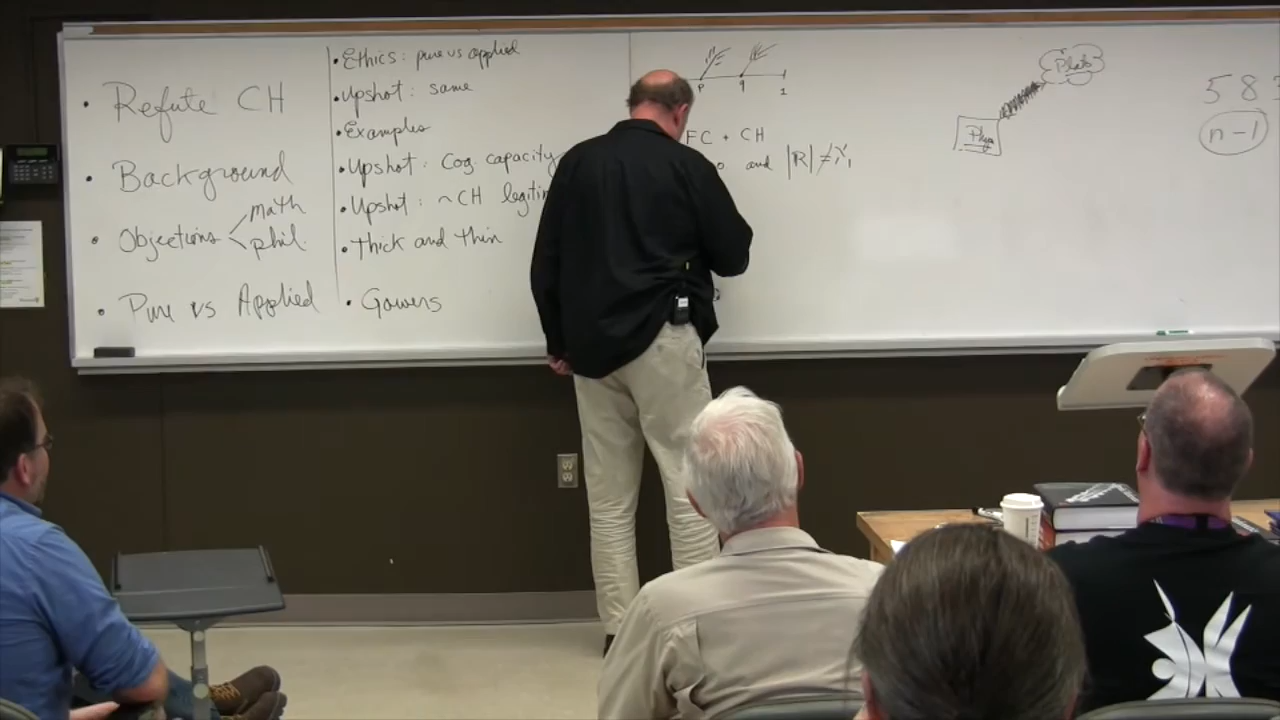 • Refute CH
• Background
• Objections < math
phil.
• Pure vs Applied
• Ethics: pure vs applied
• Upshot: same
• Examples
• Upshot: Cog capacity
• Upshot: ~CH legitim
• Thick and thin
• Gowers
p q 1
FC + CH
and |ℝ| ≠ ℵ₁
Plato
Phys
58
n-1